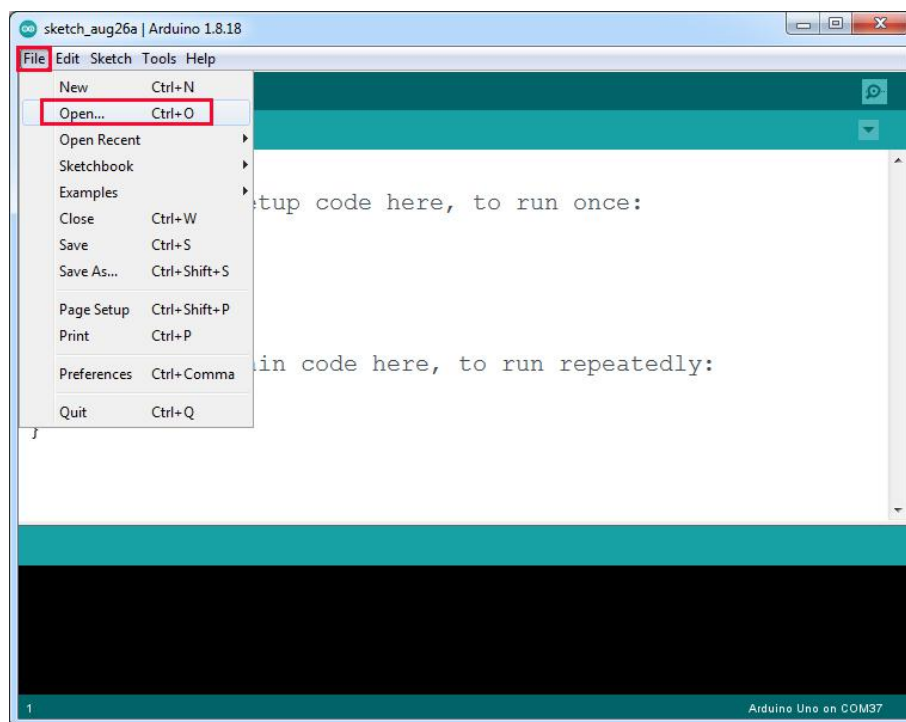 sketch_aug26a | Arduino 1.8.18
File Edit Sketch Tools Help
New Ctrl+N
Open... Ctrl+O
Open Recent
Sketchbook
Examples
Close Ctrl+W
Save Ctrl+S
Save As... Ctrl+Shift+S
Page Setup Ctrl+Shift+P
Print Ctrl+P
Preferences Ctrl+Comma
Quit Ctrl+Q
code here, to run once:
code here, to run repeatedly:
}
1 Arduino Uno on COM37